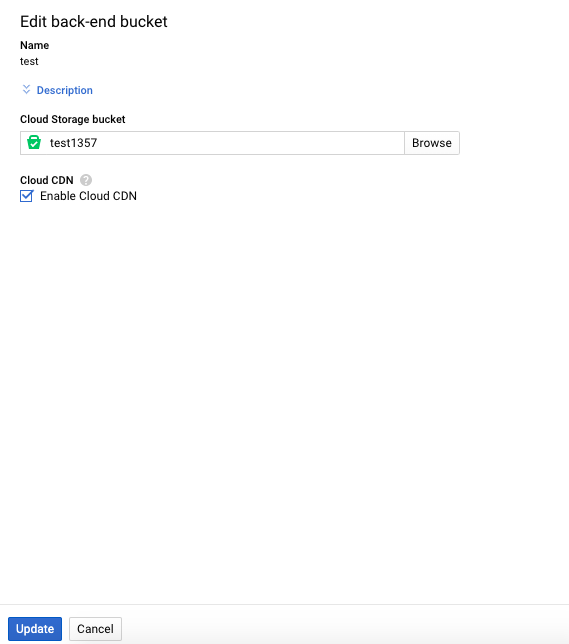 Edit back-end bucket
Name
test
Description
Cloud Storage bucket
test1357 Browse
Cloud CDN ?
Enable Cloud CDN
Update Cancel